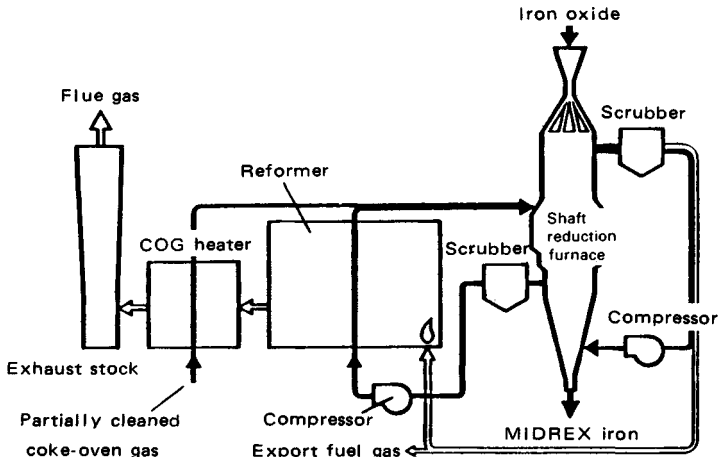 Iron oxide
Flue gas
Scrubber
Reformer
Shaft
reduction
furnace
COG heater
Scrubber
Compressor
Exhaust stock
Partially cleaned
coke-oven gas
Compressor
Export fuel gas
MIDREX iron